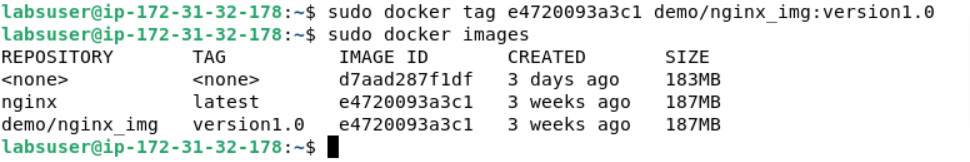 labsuser@ip-172-31-32-178:~$ sudo docker tag e4720093a3c1 demo/nginx_img:version1.0
labsuser@ip-172-31-32-178:~$ sudo docker images
REPOSITORY       TAG          IMAGE ID       CREATED       SIZE
<none>           <none>       d7aad287f1df   3 days ago    183MB
nginx            latest       e4720093a3c1   3 weeks ago   187MB
demo/nginx_img   version1.0   e4720093a3c1   3 weeks ago   187MB
labsuser@ip-172-31-32-178:~$